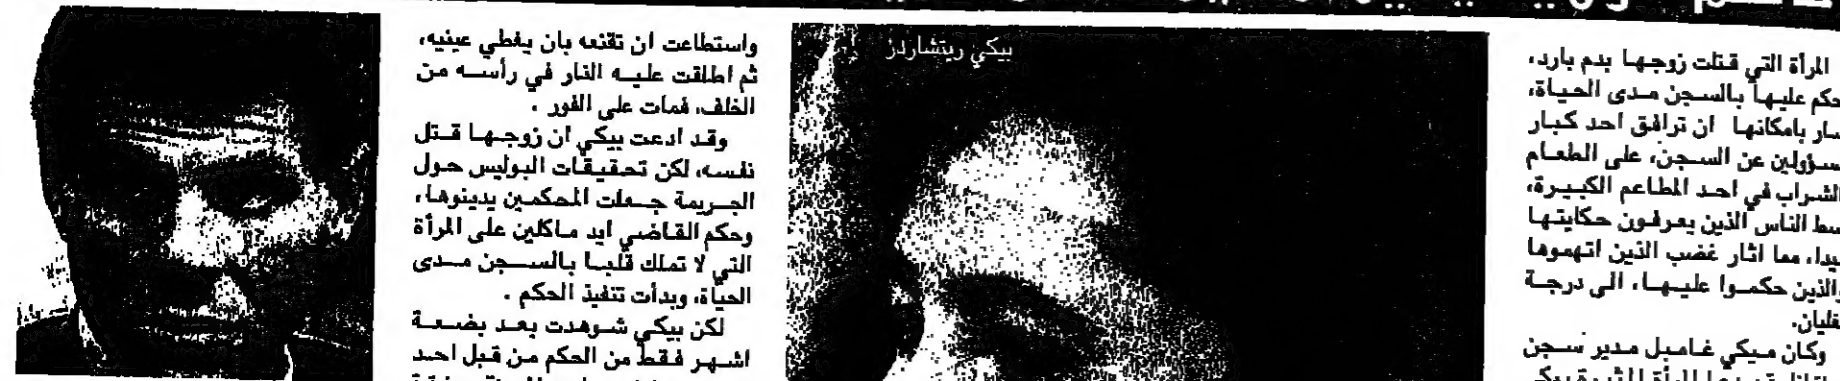 بيكي ريتشاردز
المرأة التي قتلت زوجها بدم بارد،
حكم عليها بالسجن مدى الحياة،
بامكانها ان ترافق احد كبار
عن السجن، على الطعام
الشراب في احد المطاعم الكبيرة،
الناس الذين يعرفون حكايتها
مما اثار غضب الذين اتهموها
والذين حكموا عليها، الى درجة
وكان ميكي غامبل مدير سجن
واستطاعت ان تقنعه بان يغطي عينيه،
ثم اطلقت عليه النار في رأسه من
الخلف، فمات على الفور .
وقد ادعت بيكي ان زوجها قتل
نفسه، لكن تحقيقات البوليس حول
الجريمة جعلت المحكمين يدينوها،
وحكم القاضي ايد ماكلين على المرأة
التي لا تملك قلبا بالسجن مدى
الحياة، وبدأت تنفيذ الحكم .
لكن بيكي شوهدت بعد بضعة
اشهر فقط من الحكم من قبل احد